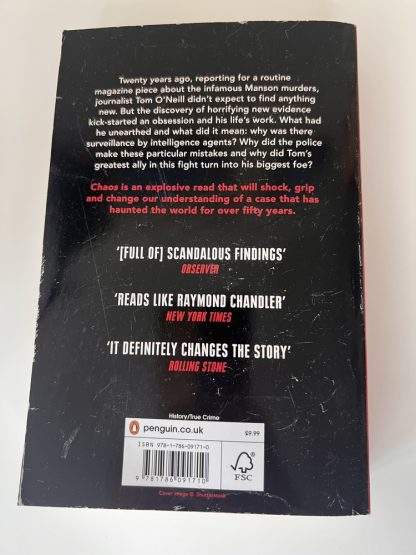 Twenty years ago, reporting for a routine
magazine piece about the infamous Manson murders,
journalist Tom O'Neill didn't expect to find anything
new. But the discovery of horrifying new evidence
kick-started an obsession and his life's work. What had
he unearthed and what did it mean: why was there
surveillance by intelligence agents? Why did the police
make these particular mistakes and why did Tom's
greatest ally in this fight turn into his biggest foe?
Chaos is an explosive read that will shock, grip
and change our understanding of a case that has
haunted the world for over fifty years.
'[FULL OF] SCANDALOUS FINDINGS'
OBSERVER
'READS LIKE RAYMOND CHANDLER'
NEW YORK TIMES
'IT DEFINITELY CHANGES THE STORY'
ROLLING STONE
History/True Crime
penguin.co.uk
£9.99
ISBN 978-1-786-09171-0
9 781786 091710
FSC
Cover image © Shutterstock